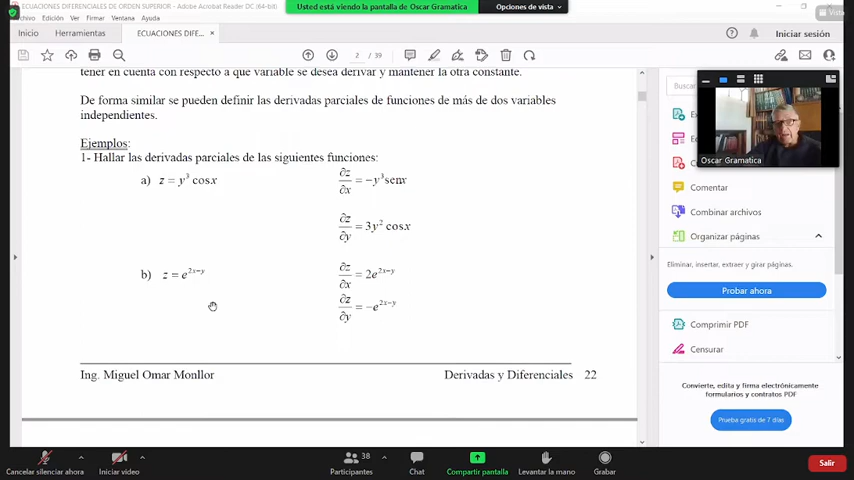 ECUACIONES DIFERENCIALES DE ORDEN SUPERIOR - Adobe Acrobat Reader DC (64-bit)
Usted está viendo la pantalla de Oscar Gramatica
Opciones de vista
Vista
Edición Ver Firmar Ventana Ayuda
Inicio
Herramientas
ECUACIONES DIFE... ×
Iniciar sesión
2 / 39
tener en cuenta con respecto a que variable se desea derivar y mantener la otra constante.
De forma similar se pueden definir las derivadas parciales de funciones de más de dos variables
independientes.
Ejemplos:
1- Hallar las derivadas parciales de las siguientes funciones:
a) z = y³ cos x
∂z/∂x = −y³ sen x
∂z/∂y = 3y² cos x
b) z = e^{2x−y}
∂z/∂x = 2e^{2x−y}
∂z/∂y = −e^{2x−y}
Ing. Miguel Omar Monllor
Derivadas y Diferenciales 22
Buscar
Oscar Gramatica
Comentar
Combinar archivos
Organizar páginas
Eliminar, insertar, extraer y girar páginas.
Probar ahora
Comprimir PDF
Censurar
Convierte, edita y firma electrónicamente
formularios y contratos PDF
Prueba gratis de 7 días
Cancelar silenciar ahora
Iniciar video
38
Participantes
Chat
Compartir pantalla
Levantar la mano
Grabar
Salir